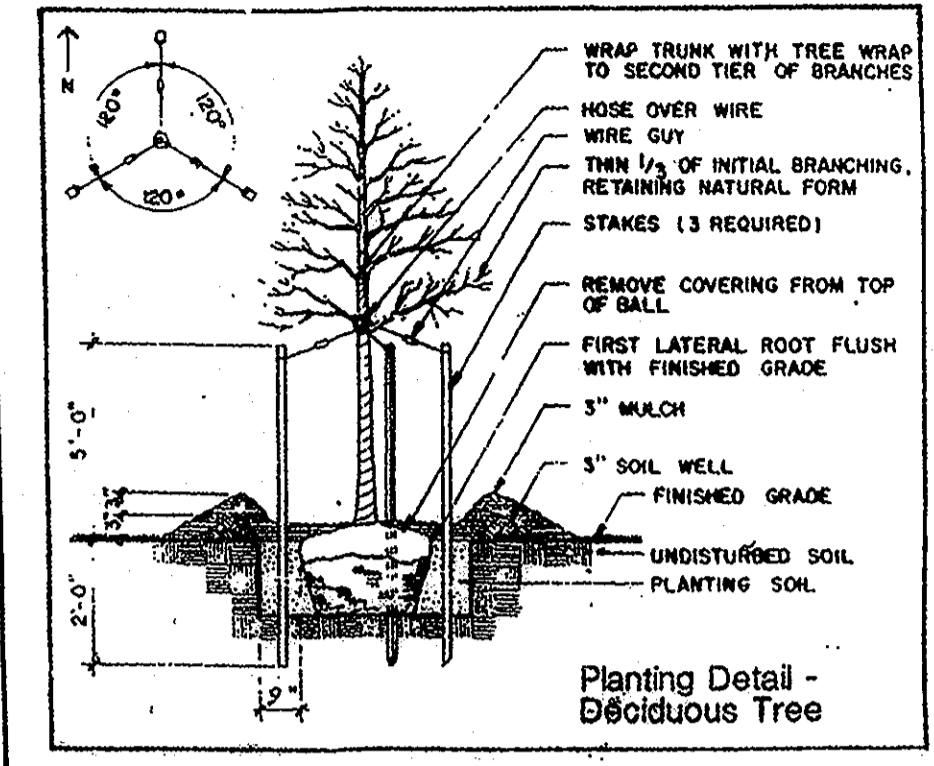 N
120°
120°
120°
WRAP TRUNK WITH TREE WRAP
TO SECOND TIER OF BRANCHES
HOSE OVER WIRE
WIRE GUY
THIN 1/3 OF INITIAL BRANCHING,
RETAINING NATURAL FORM
STAKES (3 REQUIRED)
REMOVE COVERING FROM TOP
OF BALL
FIRST LATERAL ROOT FLUSH
WITH FINISHED GRADE
3" MULCH
3" SOIL WELL
FINISHED GRADE
UNDISTURBED SOIL
PLANTING SOIL
5'-0"
3"
3"
2'-0"
9"
Planting Detail -
Deciduous Tree